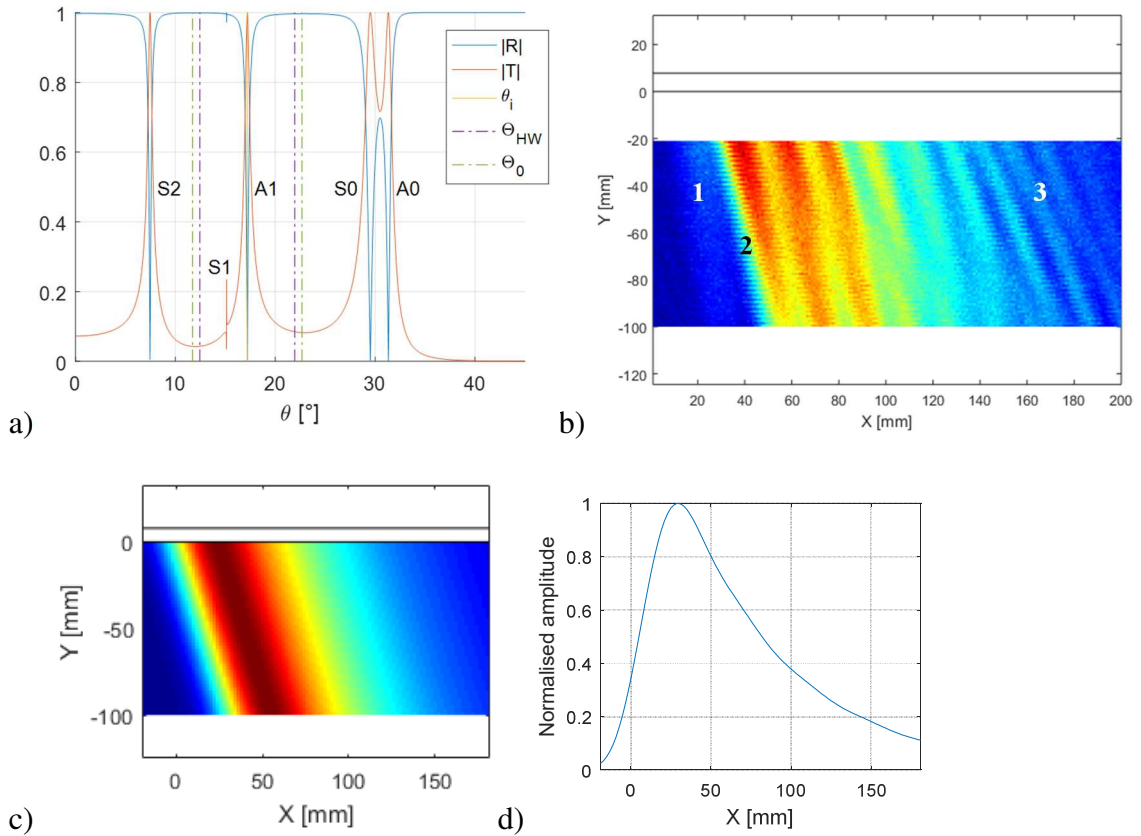 1
0.8
0.6
0.4
0.2
0
0 10 20 30 40
θ [°]
|R|
|T|
θi
ΘHW
Θ0
S2
S1
A1
S0
A0
a)
20
0
-20
-40
-60
-80
-100
-120
Y [mm]
1
2
3
20 40 60 80 100 120 140 160 180 200
X [mm]
b)
0
-50
-100
Y [mm]
0 50 100 150
X [mm]
c)
1
0.8
0.6
0.4
0.2
0
Normalised amplitude
0 50 100 150
X [mm]
d)